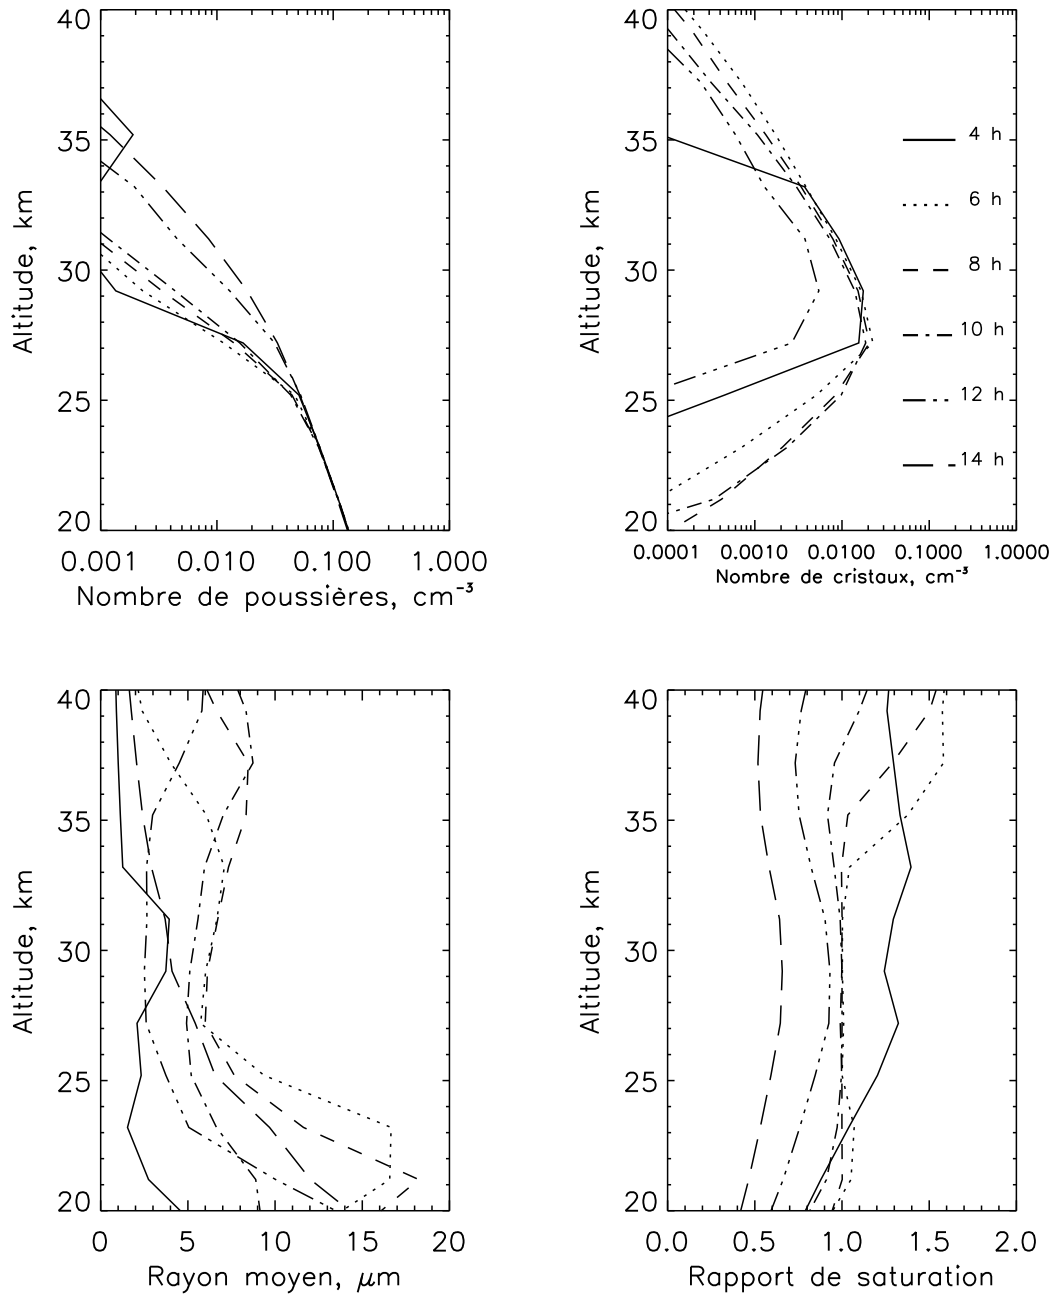 40
35
30
25
20
Altitude, km
0.001 0.010 0.100 1.000
Nombre de poussières, cm⁻³
40
35
30
25
20
Altitude, km
0.0001 0.0010 0.0100 0.1000 1.0000
Nombre de cristaux, cm⁻³
4 h
6 h
8 h
10 h
12 h
14 h
40
35
30
25
20
Altitude, km
0 5 10 15 20
Rayon moyen, μm
40
35
30
25
20
Altitude, km
0.0 0.5 1.0 1.5 2.0
Rapport de saturation